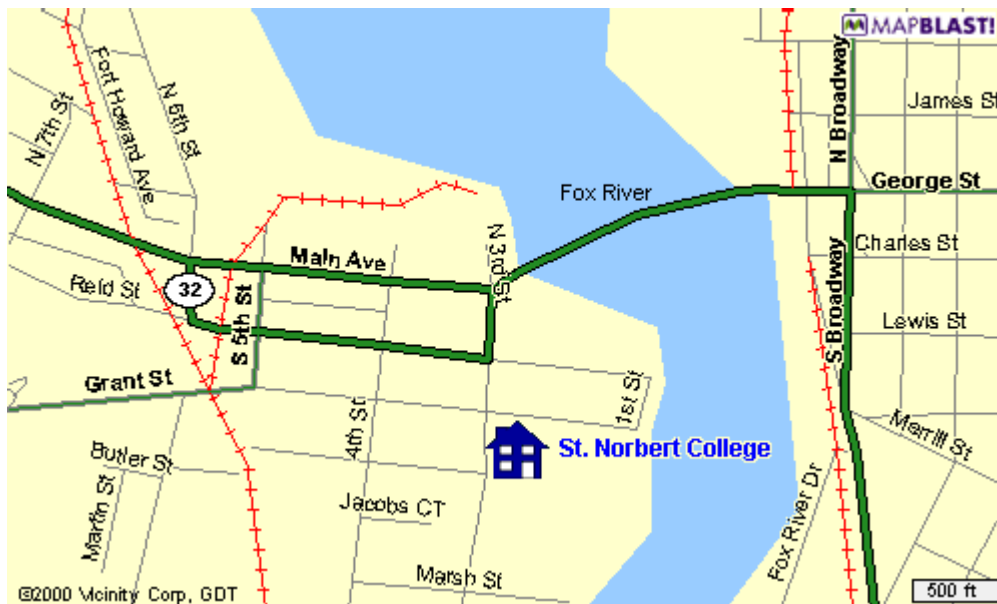 MAPBLAST!
Fort Howard Ave
N 6th St
N 7th St
N Broadway
James St
George St
Fox River
N 3rd St
Main Ave
Charles St
Reid St
32
S 5th St
S Broadway
Lewis St
Grant St
1st St
4th St
Merrill St
St. Norbert College
Butler St
Martin St
Jacobs CT
Fox River Dr
Marsh St
©2000 Vicinity Corp, GDT
500 ft